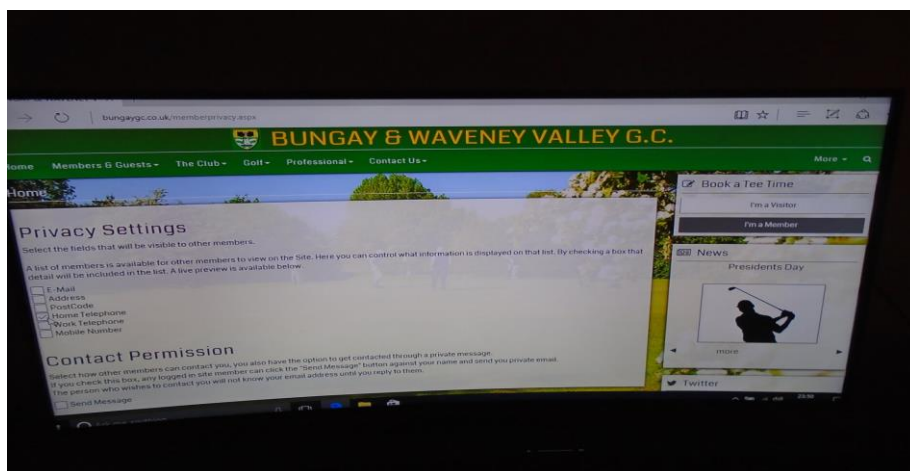 bungaygc.co.uk/memberprivacy.aspx
BUNGAY & WAVENEY VALLEY G.C.
ome Members & Guests The Club Golf Professional Contact Us More
Home
Privacy Settings
Select the fields that will be visible to other members.
A list of members is available for other members to view on the Site. Here you can control what information is displayed on that list. By checking a box that
detail will be included in the list. A live preview is available below.
E-Mail
Address
PostCode
Home Telephone
Work Telephone
Mobile Number
Contact Permission
Select how other members can contact you, you also have the option to get contacted through a private message.
If you check this box, any logged in site member can click the "Send Message" button against your name and send you private email.
The person who wishes to contact you will not know your email address until you reply to them.
Send Message
Book a Tee Time
I'm a Visitor
I'm a Member
News
Presidents Day
more
Twitter